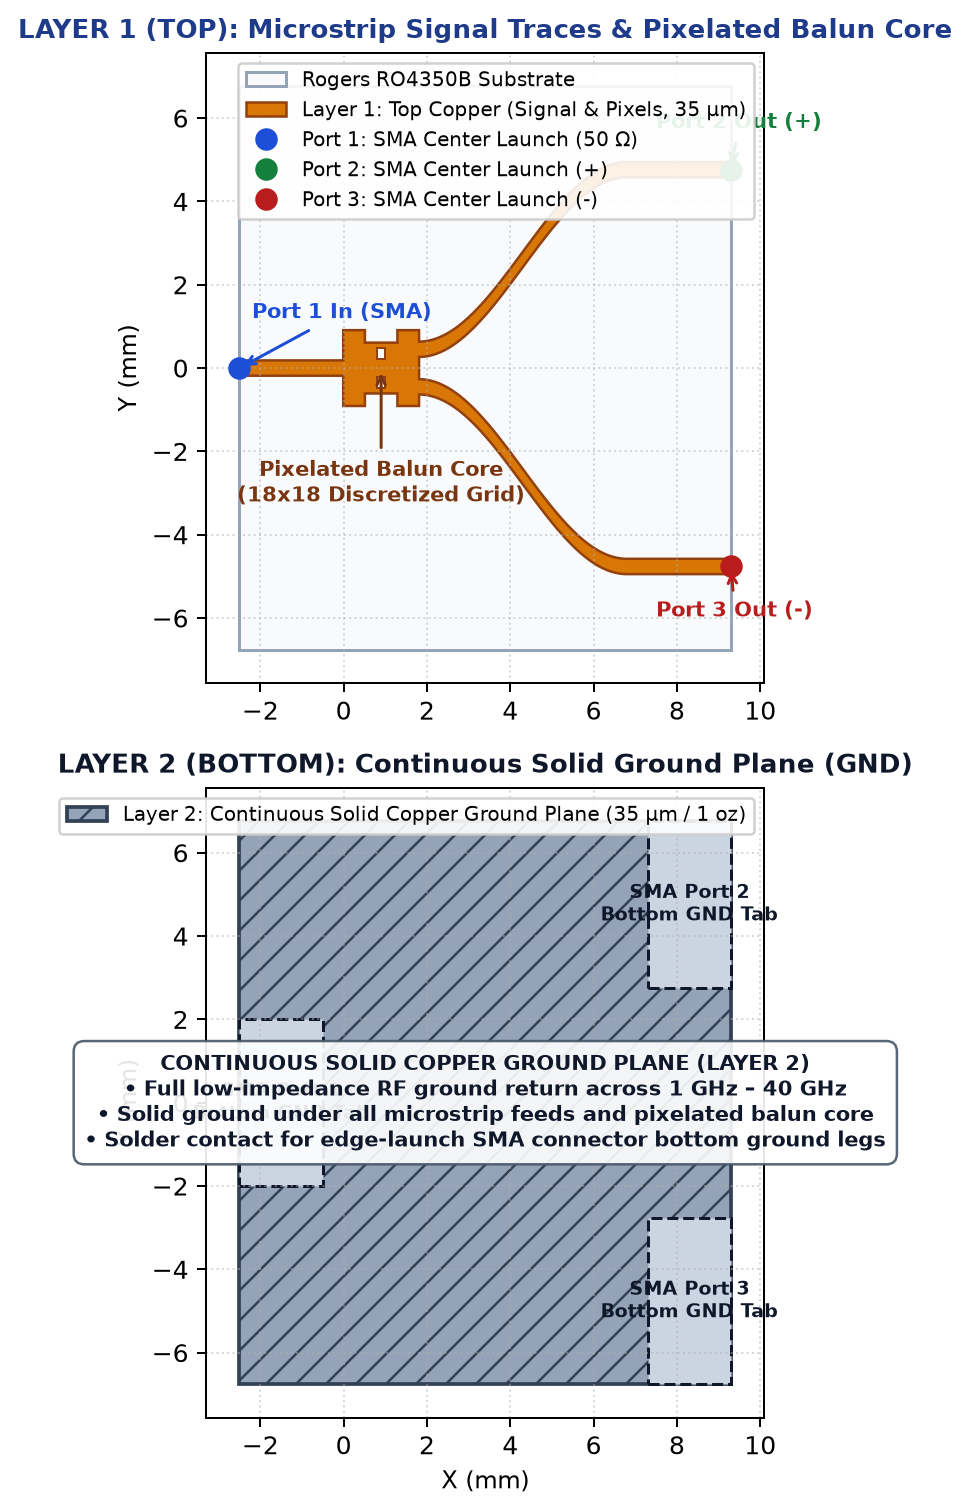 LAYER 1 (TOP): Microstrip Signal Traces & Pixelated Balun Core
Rogers RO4350B Substrate
Layer 1: Top Copper (Signal & Pixels, 35 μm)
Port 1: SMA Center Launch (50 Ω)
Port 2: SMA Center Launch (+)
Port 3: SMA Center Launch (-)
Port 2 Out (+)
Port 1 In (SMA)
Pixelated Balun Core
(18x18 Discretized Grid)
Port 3 Out (-)
Y (mm)
6
4
2
0
−2
−4
−6
−2 0 2 4 6 8 10
LAYER 2 (BOTTOM): Continuous Solid Ground Plane (GND)
Layer 2: Continuous Solid Copper Ground Plane (35 μm / 1 oz)
SMA Port 2
Bottom GND Tab
CONTINUOUS SOLID COPPER GROUND PLANE (LAYER 2)
• Full low-impedance RF ground return across 1 GHz – 40 GHz
• Solid ground under all microstrip feeds and pixelated balun core
• Solder contact for edge-launch SMA connector bottom ground legs
SMA Port 3
Bottom GND Tab
6
4
2
0
−2
−4
−6
−2 0 2 4 6 8 10
X (mm)